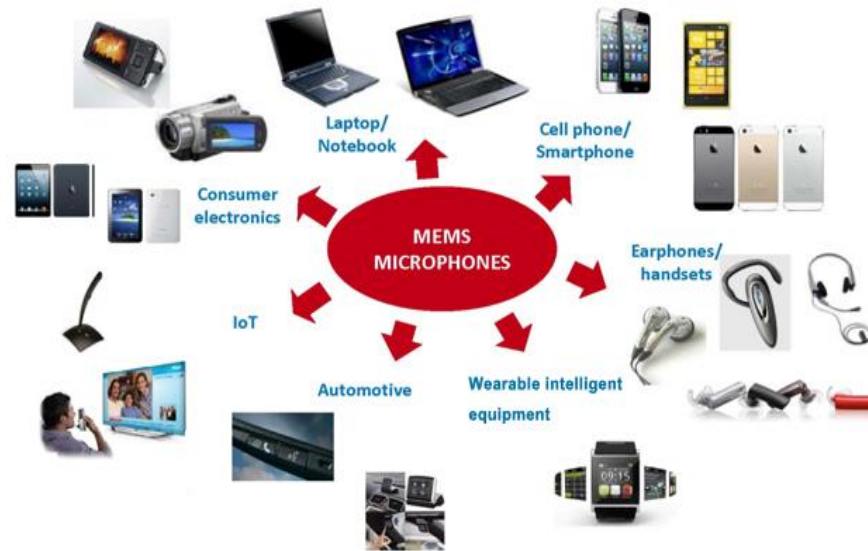 Laptop/
Notebook
Cell phone/
Smartphone
Consumer
electronics
MEMS
MICROPHONES
Earphones/
handsets
IoT
Automotive
Wearable intelligent
equipment
09:15